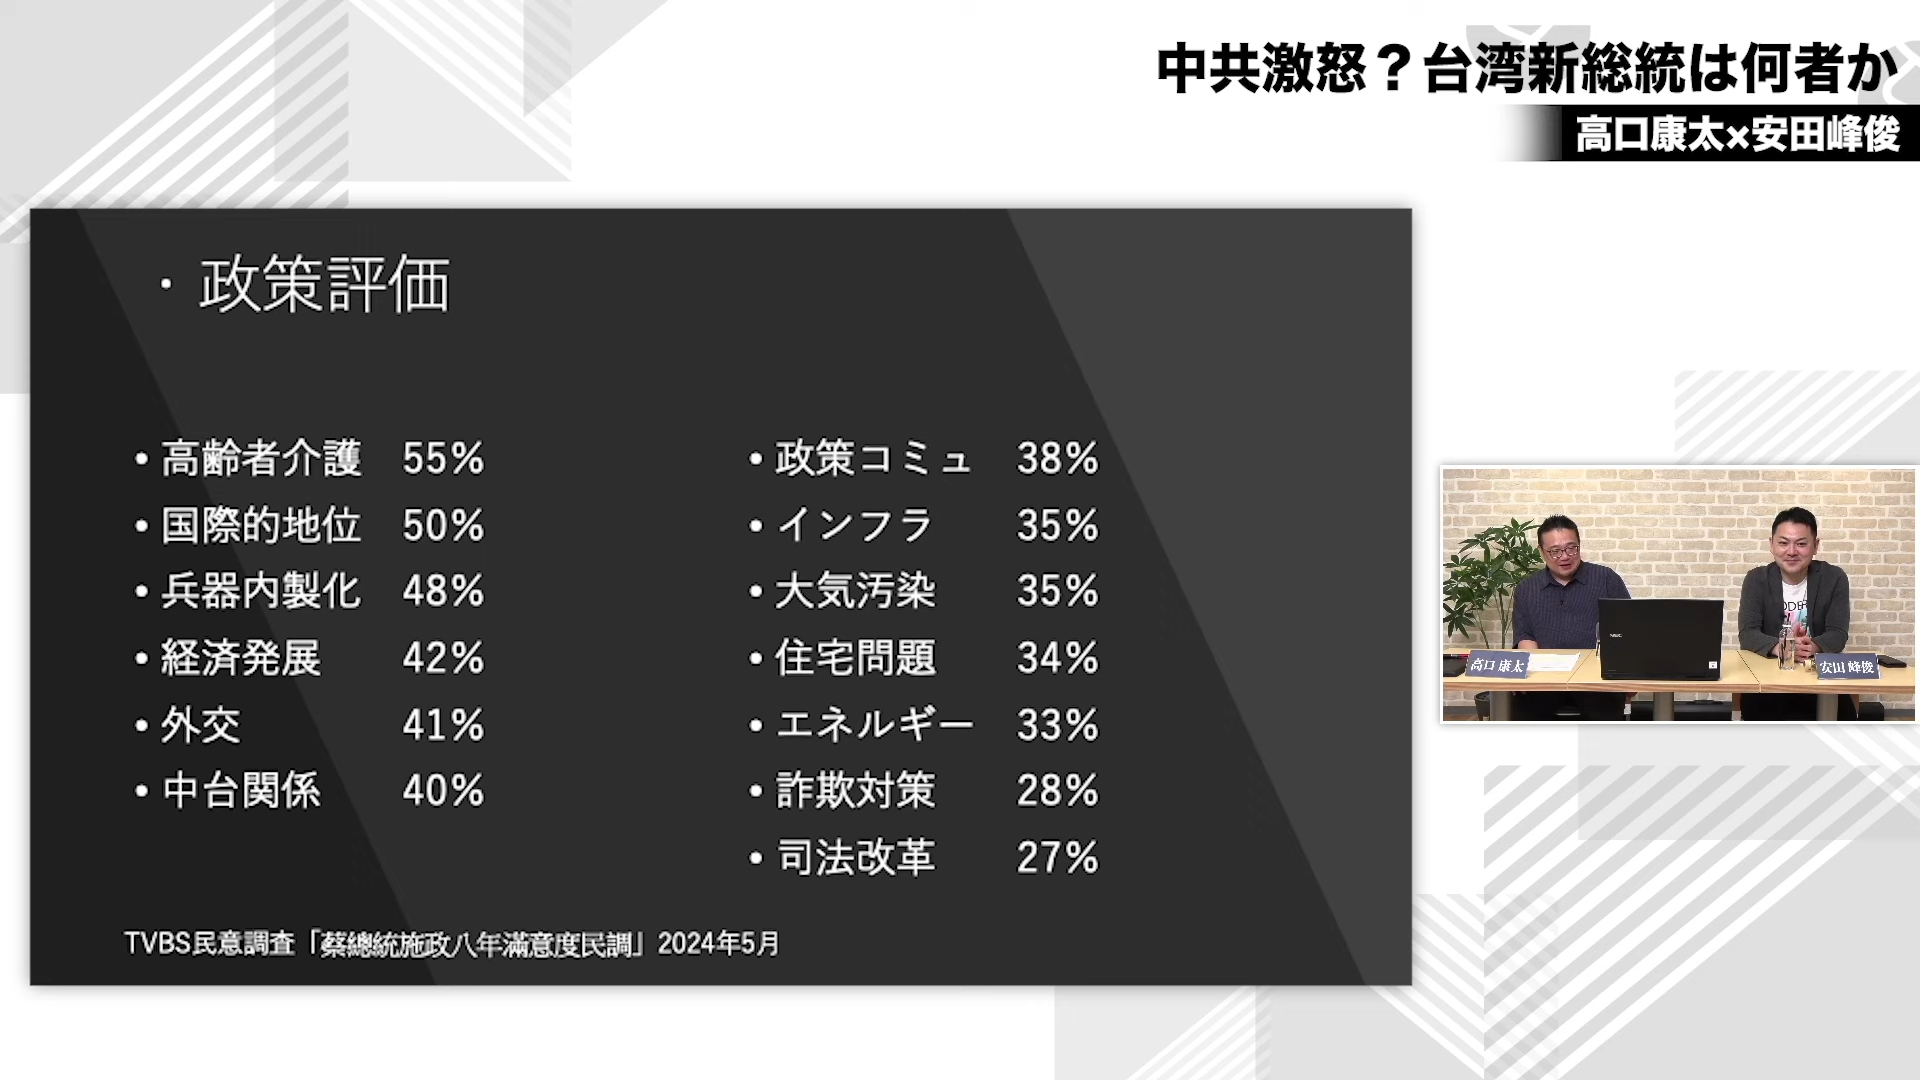 中共激怒？台湾新総統は何者か
高口康太×安田峰俊
・政策評価
•高齢者介護 55%
•国際的地位 50%
•兵器内製化 48%
•経済発展 42%
•外交 41%
•中台関係 40%
•政策コミュ 38%
•インフラ 35%
•大気汚染 35%
•住宅問題 34%
•エネルギー 33%
•詐欺対策 28%
•司法改革 27%
TVBS民意調査「蔡總統施政八年滿意度民調」2024年5月
NEC
高口 康太
安田 峰俊